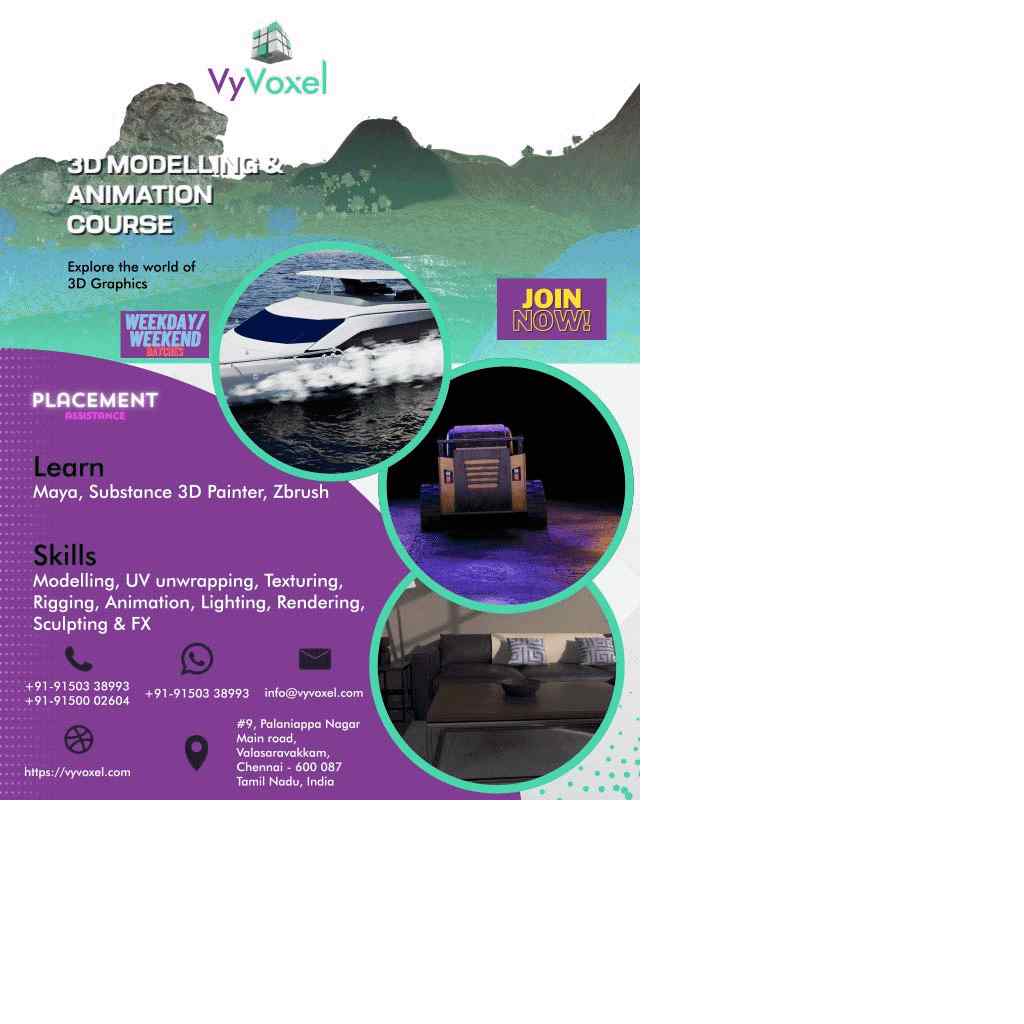 VyVoxel
3D MODELLING &
ANIMATION
COURSE
Explore the world of
3D Graphics
WEEKDAY/
WEEKEND
BATCHES
JOIN
NOW!
PLACEMENT
ASSISTANCE
Learn
Maya, Substance 3D Painter, Zbrush
Skills
Modelling, UV unwrapping, Texturing,
Rigging, Animation, Lighting, Rendering,
Sculpting & FX
+91-91503 38993
+91-91500 02604
+91-91503 38993
info@vyvoxel.com
https://vyvoxel.com
#9, Palaniappa Nagar
Main road,
Valasaravakkam,
Chennai - 600 087
Tamil Nadu, India